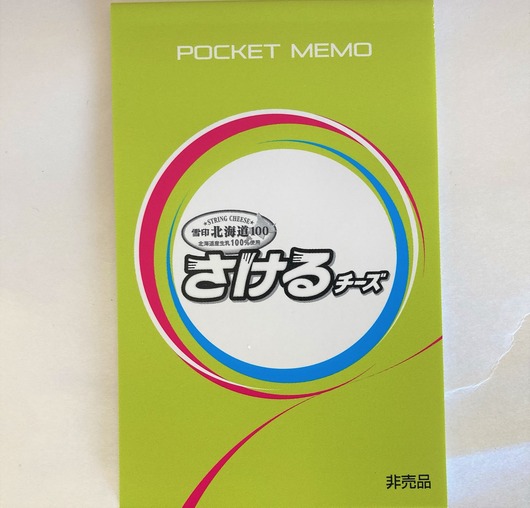 POCKET MEMO
★STRING CHEESE★
雪印 北海道100
北海道産生乳100%使用
さけるチーズ
非売品